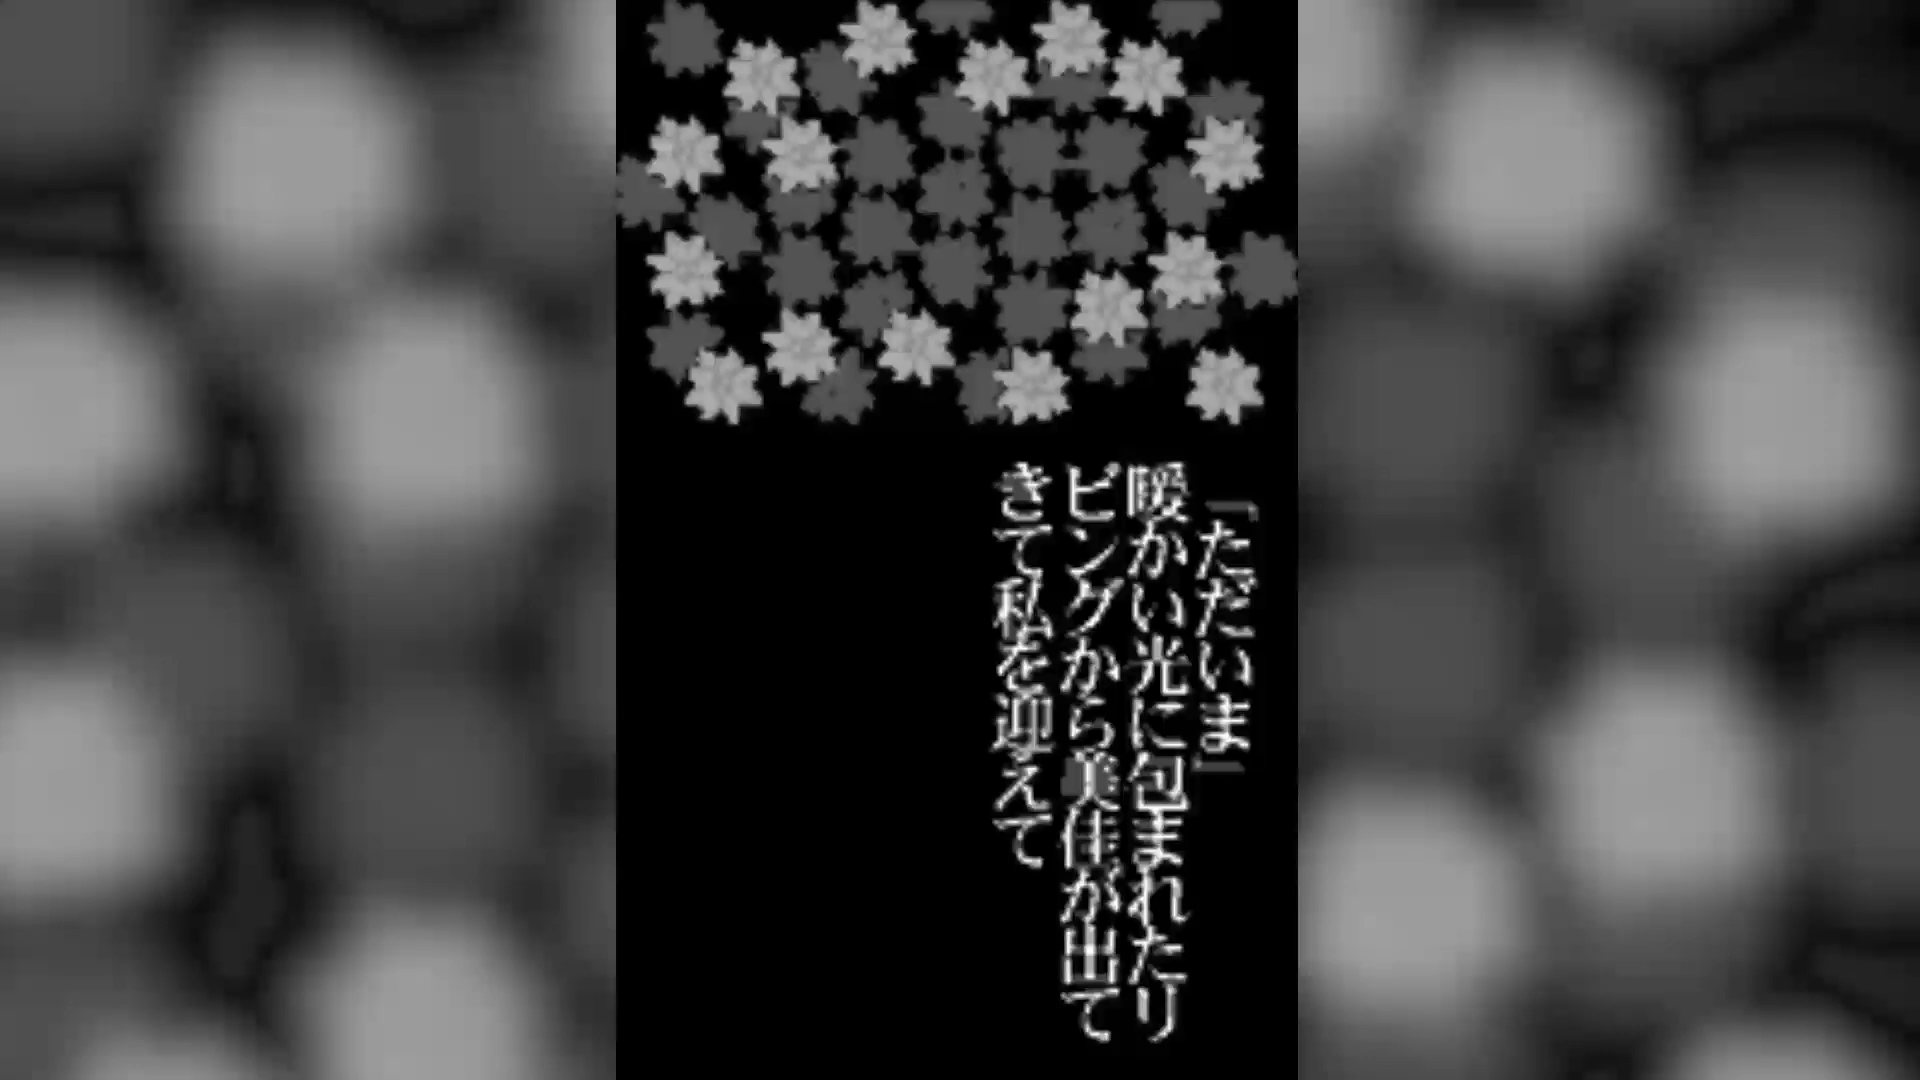 「ただいま」
暖かい光に包まれたリ
ビングから美佳が出て
きて私を迎えて